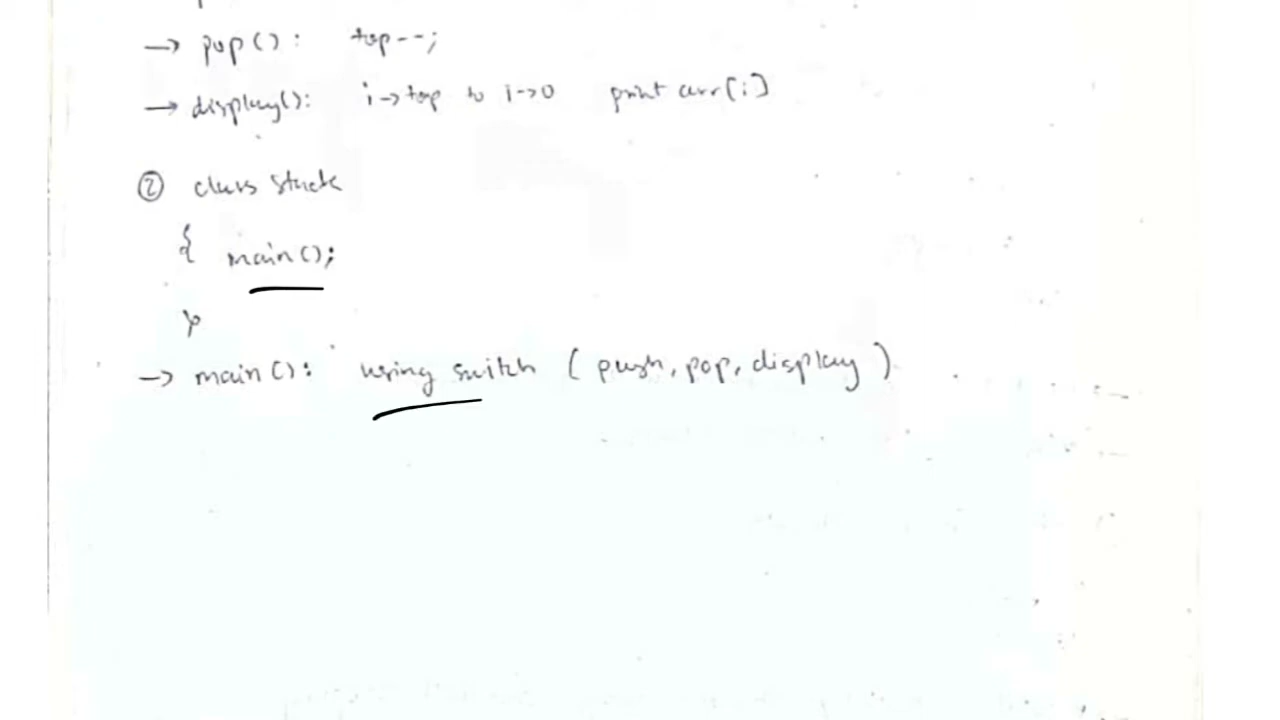 → pop():    top--;
→ display():    i→top to i→0    print arr[i]
② class Stack
{ main();
}
→ main():    using switch ( push, pop, display )